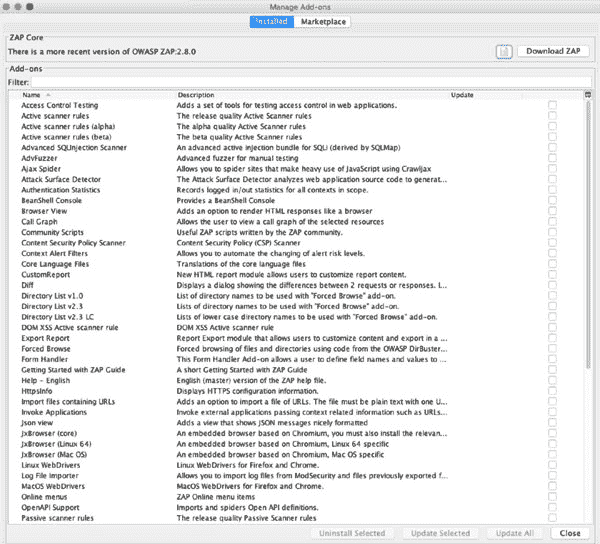 Manage Add-ons
Installed Marketplace
ZAP Core
There is a more recent version of OWASP ZAP:2.8.0 Download ZAP
Add-ons
Filter:
Name Description Update
Access Control Testing Adds a set of tools for testing access control in web applications.
Active scanner rules The release quality Active Scanner rules
Active scanner rules (alpha) The alpha quality Active Scanner rules
Active scanner rules (beta) The beta quality Active Scanner rules
Advanced SQLInjection Scanner An advanced active injection bundle for SQLi (derived by SQLMap)
AdvFuzzer Advanced fuzzer for manual testing
Ajax Spider Allows you to spider sites that make heavy use of JavaScript using Crawljax
Attack Surface Detector The Attack Surface Detector analyzes web application source code to generat...
Authentication Statistics Records logged in/out statistics for all contexts in scope.
BeanShell Console Provides a BeanShell Console
Browser View Adds an option to render HTML responses like a browser
Call Graph Allows the user to view a call graph of the selected resources
Community Scripts Useful ZAP scripts written by the ZAP community.
Content Security Policy Scanner Content Security Policy (CSP) Scanner
Context Alert Filters Allows you to automate the changing of alert risk levels.
Core Language Files Translations of the core language files
CustomReport New HTML report module allows users to customize report content.
Diff Displays a dialog showing the differences between 2 requests or responses. I...
Directory List v1.0 List of directory names to be used with "Forced Browse" add-on.
Directory List v2.3 Lists of directory names to be used with "Forced Browse" add-on.
Directory List v2.3 LC Lists of lower case directory names to be used with "Forced Browse" add-on.
DOM XSS Active scanner rule DOM XSS Active scanner rule
Export Report Report Export module that allows users to customize content and export in a ...
Forced Browse Forced browsing of files and directories using code from the OWASP DirBuster...
Form Handler This Form Handler Add-on allows a user to define field names and values to ...
Getting Started with ZAP Guide A short Getting Started with ZAP Guide
Help - English English (master) version of the ZAP help file.
HttpsInfo Displays HTTPS configuration information.
Import files containing URLs Adds an option to import a file of URLs. The file must be plain text with one U...
Invoke Applications Invoke external applications passing context related information such as URLs...
Json view Adds a view that shows JSON messages nicely formatted
JxBrowser (core) An embedded browser based on Chromium, you must also install the relevan...
JxBrowser (Linux 64) An embedded browser based on Chromium, Linux 64 specific
JxBrowser (Mac OS) An embedded browser based on Chromium, Mac OS specific
Linux WebDrivers Linux WebDrivers for Firefox and Chrome.
Log File Importer Allows you to import log files from ModSecurity and files previously exported f...
MacOS WebDrivers MacOS WebDrivers for Firefox and Chrome.
Online menus ZAP Online menu items
OpenAPI Support Imports and spiders Open API definitions.
Passive scanner rules The release quality Passive Scanner rules
Uninstall Selected Update Selected Update All Close